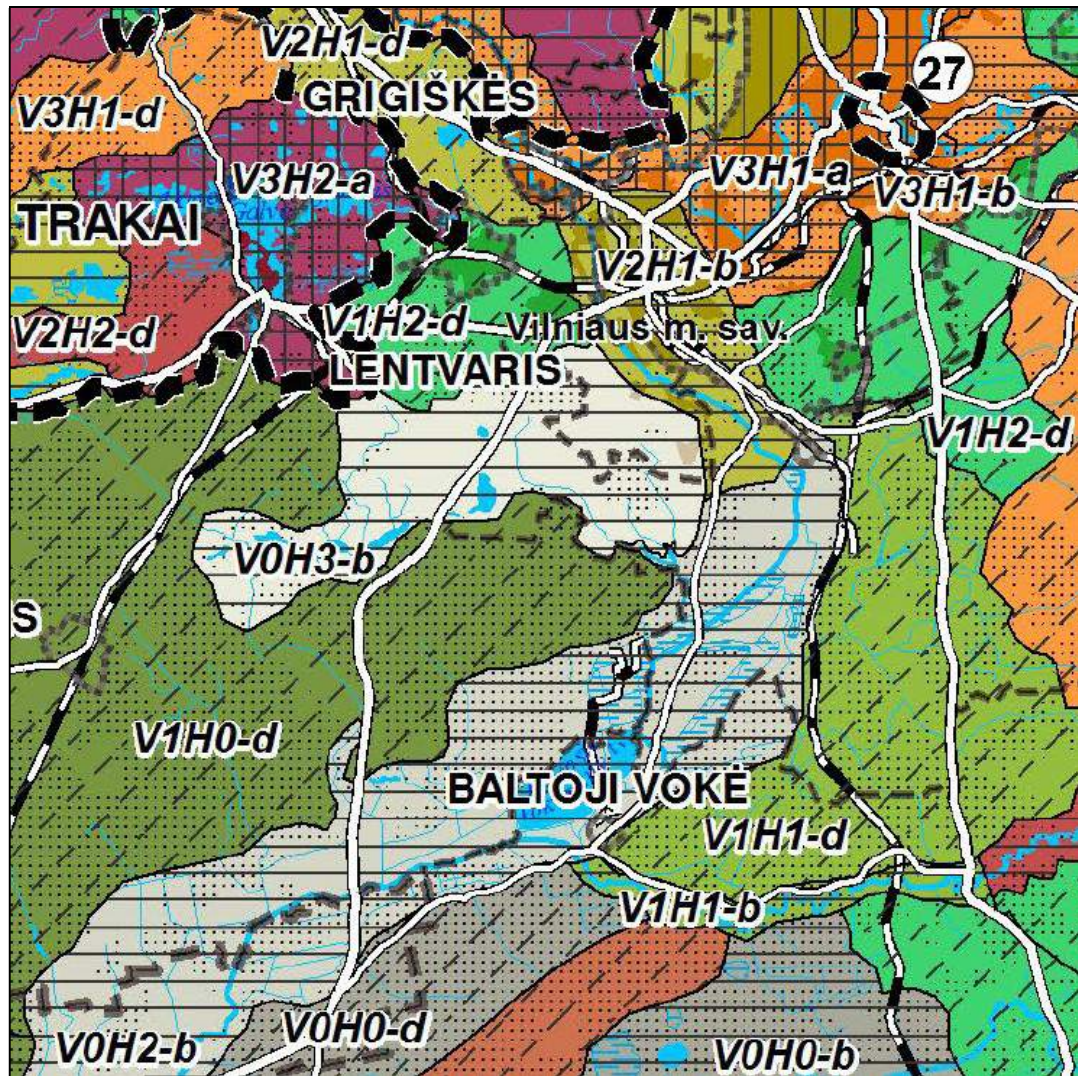 V2H1-d
27
GRIGIŠKĖS
V3H1-d
V3H2-a
V3H1-a
V3H1-b
TRAKAI
V2H1-b
V2H2-d
V1H2-d
Vilniaus m. sav.
LENTVARIS
V1H2-d
V0H3-b
S
V1H0-d
BALTOJI VOKĖ
V1H1-d
V1H1-b
V0H0-d
V0H2-b
V0H0-b